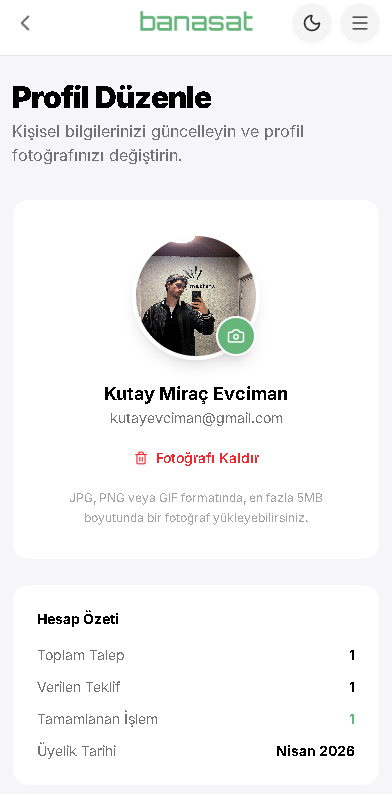 banasat
Profil Düzenle
Kişisel bilgilerinizi güncelleyin ve profil
fotoğrafınızı değiştirin.
Kutay Miraç Evciman
kutayevciman@gmail.com
Fotoğrafı Kaldır
JPG, PNG veya GIF formatında, en fazla 5MB
boyutunda bir fotoğraf yükleyebilirsiniz.
Hesap Özeti
Toplam Talep 1
Verilen Teklif 1
Tamamlanan İşlem 1
Üyelik Tarihi Nisan 2026